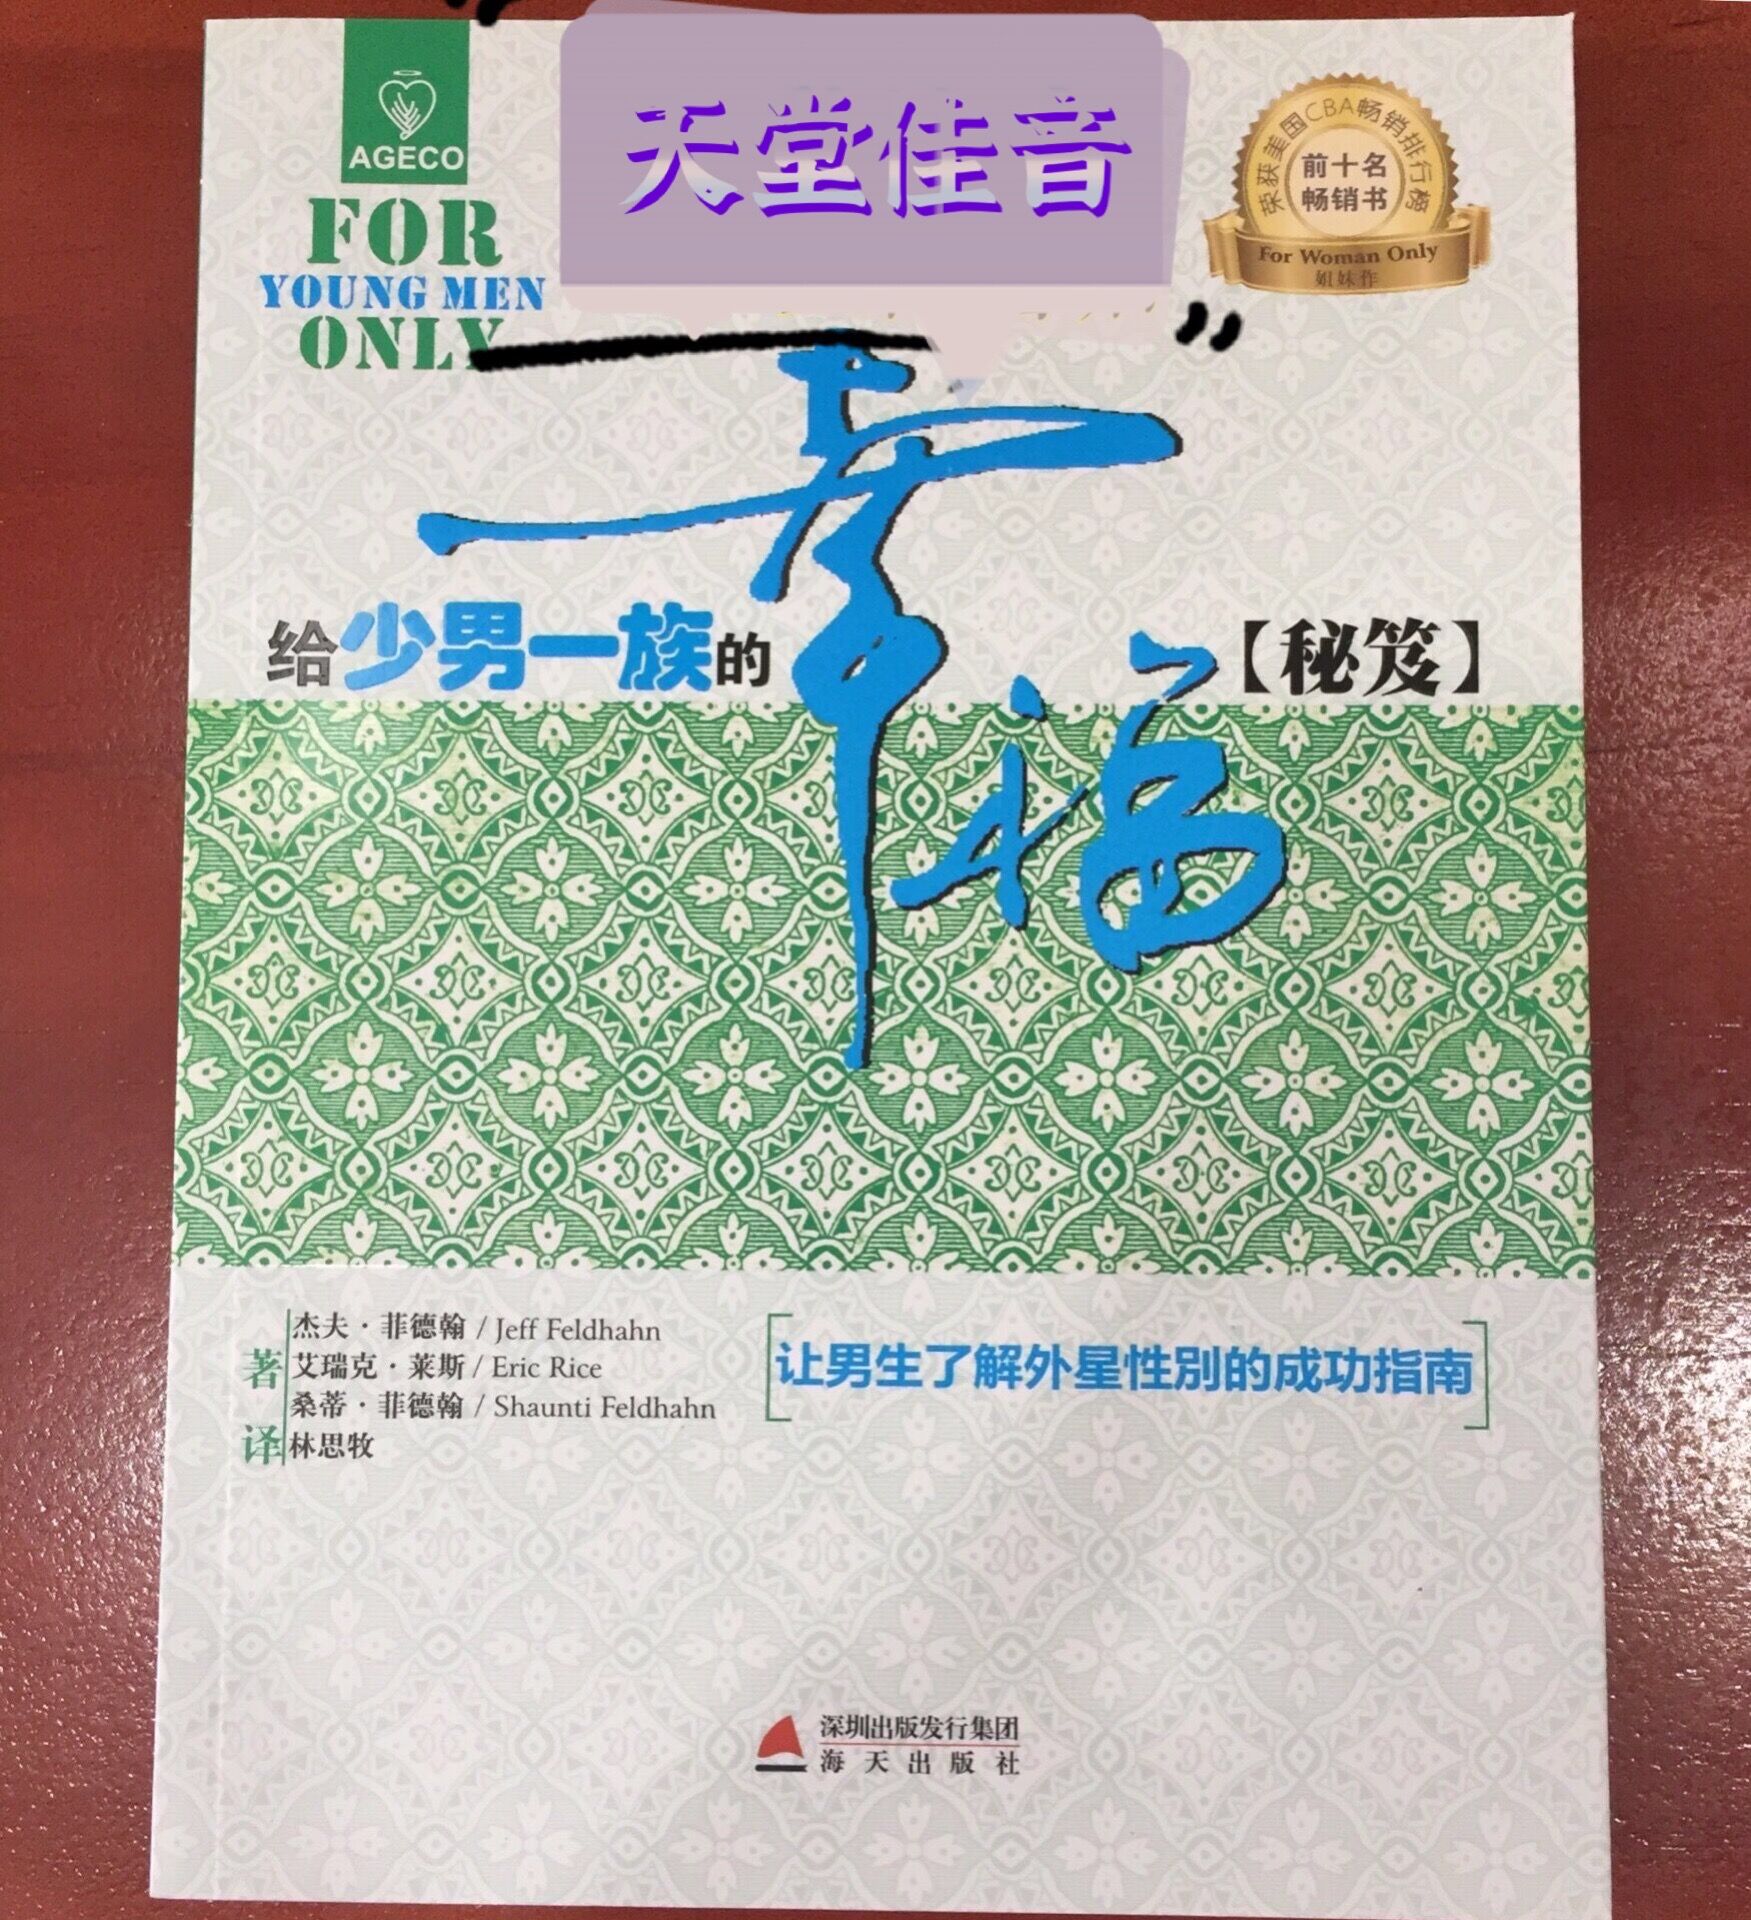 AGECO
FOR
YOUNG MEN
ONLY
天堂佳音
荣获美国CBA畅销排行榜
前十名
畅销书
For Woman Only
姐妹作
给少男一族的幸福【秘笈】
著
杰夫·菲德翰 / Jeff Feldhahn
艾瑞克·莱斯 / Eric Rice
桑蒂·菲德翰 / Shaunti Feldhahn
译 林思牧
让男生了解外星性别的成功指南
深圳出版发行集团
海天出版社